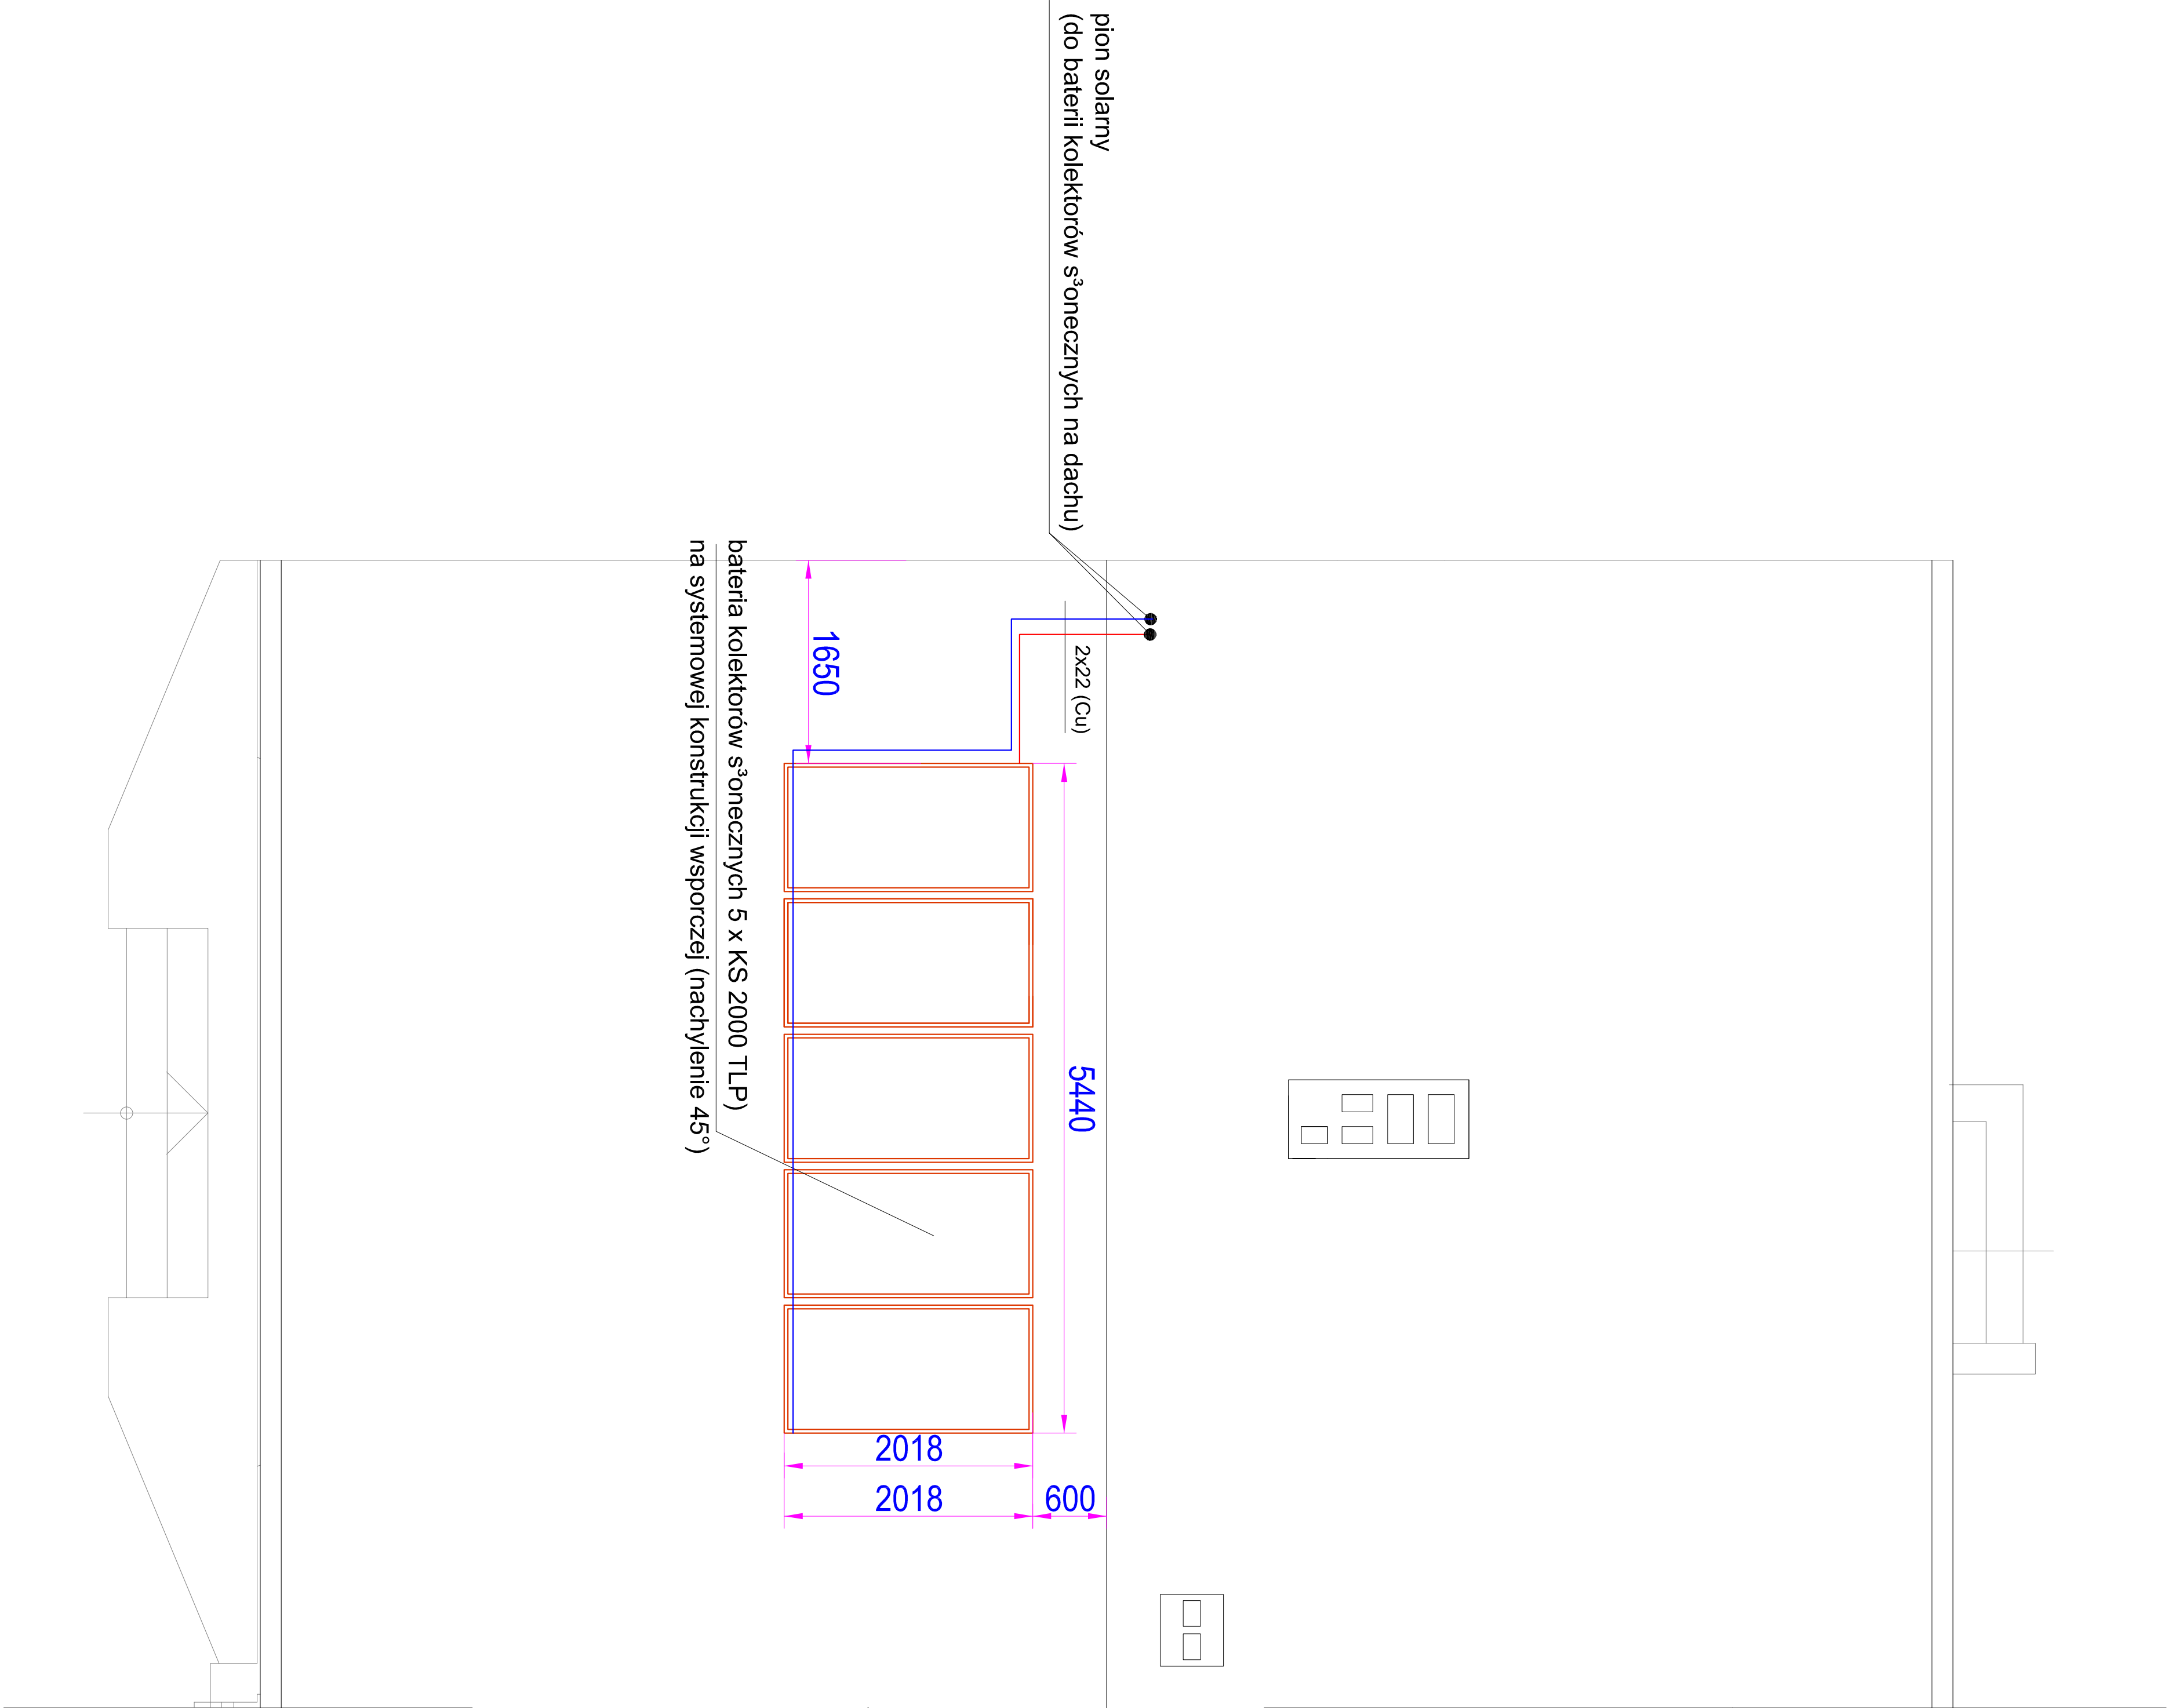 pion solarny
(do baterii kolektorów s³onecznych na dachu)
2x22 (Cu)
1650
bateria kolektorów s³onecznych 5 x KS 2000 TLP)
na systemowej konstrukcji wsporczej (nachylenie 45°)
5440
2018
2018
600